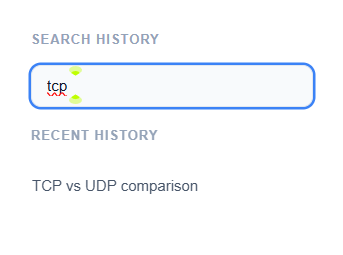 SEARCH HISTORY
tcp
RECENT HISTORY
TCP vs UDP comparison